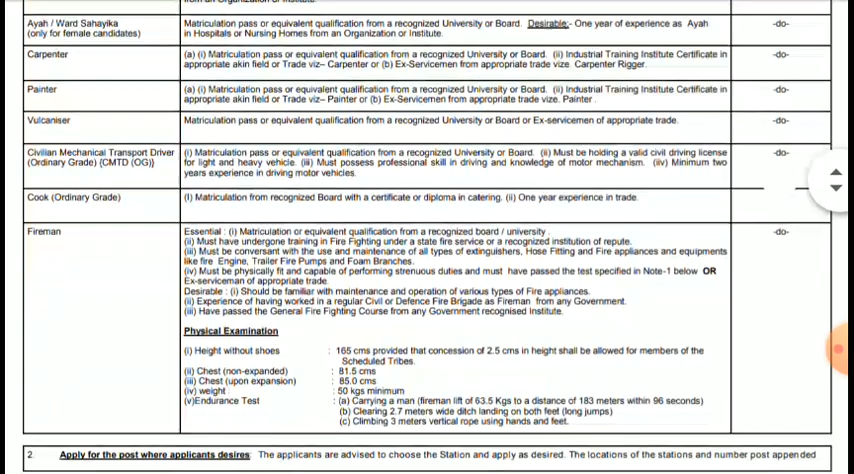 Ayah / Ward Sahayika Matriculation pass or equivalent qualification from a recognized University or Board. Desirable:- One year of experience as Ayah -do-
(only for female candidates) in Hospitals or Nursing Homes from an Organization or Institute.
Carpenter (a) (i) Matriculation pass or equivalent qualification from a recognized University or Board. (ii) Industrial Training Institute Certificate in -do-
appropriate akin field or Trade viz– Carpenter or (b) Ex-Servicemen from appropriate trade vize Carpenter Rigger.
Painter (a) (i) Matriculation pass or equivalent qualification from a recognized University or Board. (ii) Industrial Training Institute Certificate in -do-
appropriate akin field or Trade viz– Painter or (b) Ex-Servicemen from appropriate trade vize. Painter .
Vulcaniser Matriculation pass or equivalent qualification from a recognized University or Board or Ex-servicemen of appropriate trade. -do-
Civilian Mechanical Transport Driver (i) Matriculation pass or equivalent qualification from a recognized University or Board. (ii) Must be holding a valid civil driving license -do-
(Ordinary Grade) {CMTD (OG)} for light and heavy vehicle. (iii) Must possess professional skill in driving and knowledge of motor mechanism. (iiv) Minimum two
years experience in driving motor vehicles.
Cook (Ordinary Grade) (I) Matriculation from recognized Board with a certificate or diploma in catering. (ii) One year experience in trade.
Fireman Essential : (i) Matriculation or equivalent qualification from a recognized board / university . -do-
(ii) Must have undergone training in Fire Fighting under a state fire service or a recognized institution of repute.
(iii) Must be conversant with the use and maintenance of all types of extinguishers, Hose Fitting and Fire appliances and equipments
like fire Engine, Trailer Fire Pumps and Foam Branches.
(iv) Must be physically fit and capable of performing strenuous duties and must have passed the test specified in Note-1 below OR
Ex-serviceman of appropriate trade.
Desirable : (i) Should be familiar with maintenance and operation of various types of Fire appliances.
(ii) Experience of having worked in a regular Civil or Defence Fire Brigade as Fireman from any Government.
(iii) Have passed the General Fire Fighting Course from any Government recognised Institute.
Physical Examination
(i) Height without shoes : 165 cms provided that concession of 2.5 cms in height shall be allowed for members of the
Scheduled Tribes.
(ii) Chest (non-expanded) : 81.5 cms
(iii) Chest (upon expansion) : 85.0 cms
(iv) weight : 50 kgs minimum
(v)Endurance Test : (a) Carrying a man (fireman lift of 63.5 Kgs to a distance of 183 meters within 96 seconds)
(b) Clearing 2.7 meters wide ditch landing on both feet (long jumps)
(c) Climbing 3 meters vertical rope using hands and feet.
2. Apply for the post where applicants desires: The applicants are advised to choose the Station and apply as desired. The locations of the stations and number post appended